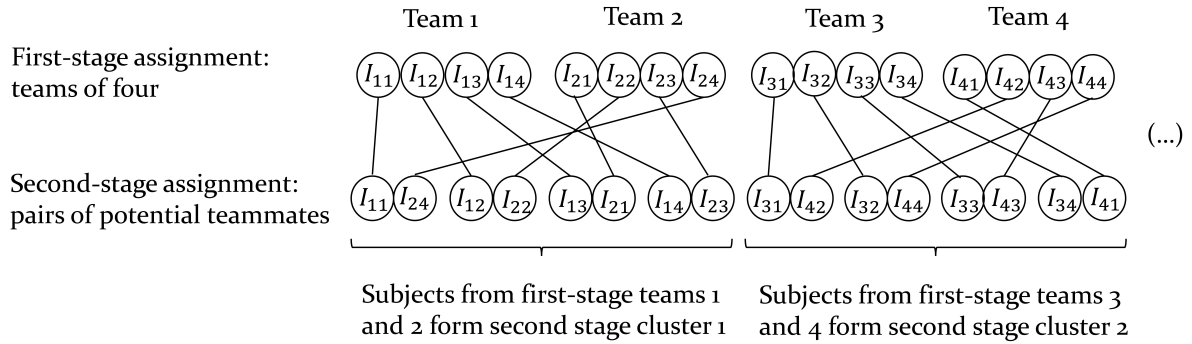 Team 1 Team 2 Team 3 Team 4
First-stage assignment:
teams of four
I₁₁ I₁₂ I₁₃ I₁₄ I₂₁ I₂₂ I₂₃ I₂₄ I₃₁ I₃₂ I₃₃ I₃₄ I₄₁ I₄₂ I₄₃ I₄₄
(...)
Second-stage assignment:
pairs of potential teammates
I₁₁ I₂₄ I₁₂ I₂₂ I₁₃ I₂₁ I₁₄ I₂₃ I₃₁ I₄₂ I₃₂ I₄₄ I₃₃ I₄₃ I₃₄ I₄₁
Subjects from first-stage teams 1
and 2 form second stage cluster 1
Subjects from first-stage teams 3
and 4 form second stage cluster 2